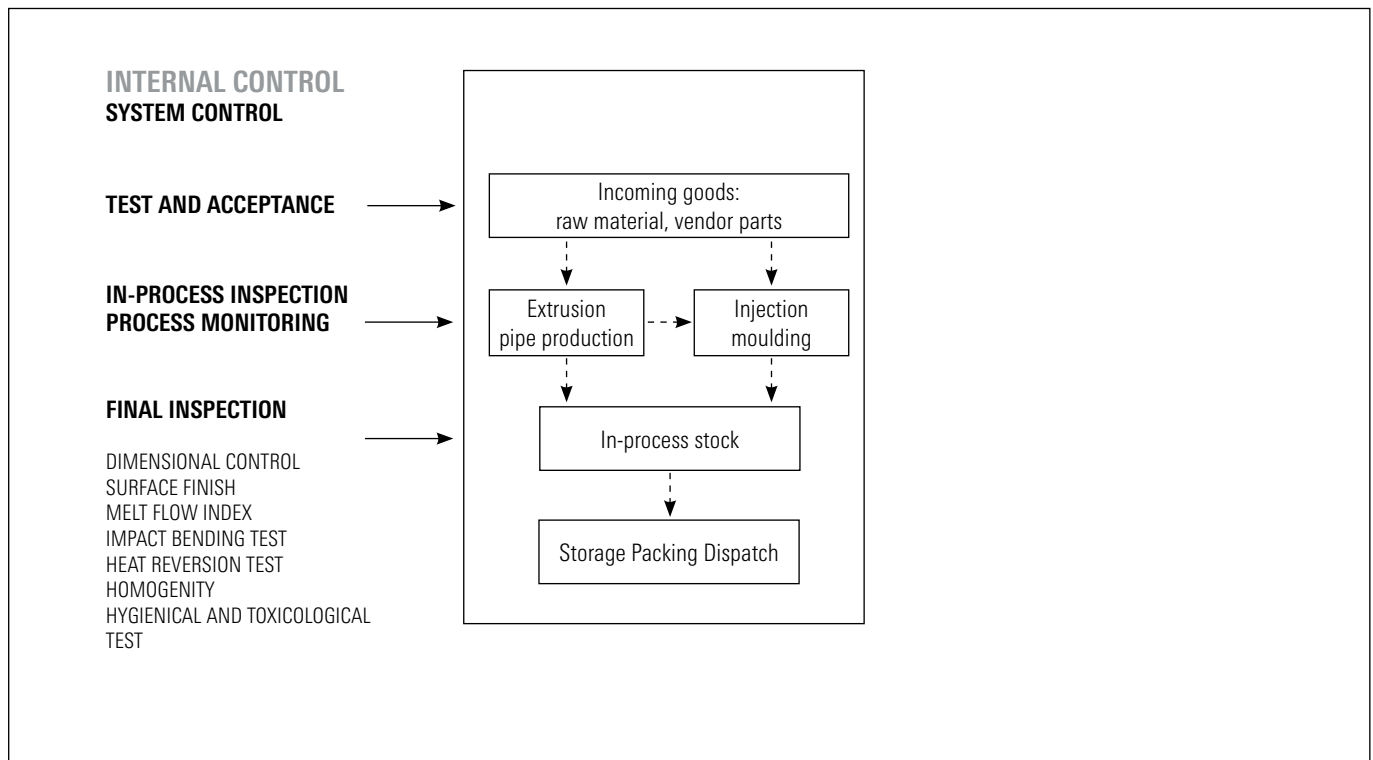 INTERNAL CONTROL
SYSTEM CONTROL
TEST AND ACCEPTANCE
Incoming goods:
raw material, vendor parts
IN-PROCESS INSPECTION
PROCESS MONITORING
Extrusion
pipe production
Injection
moulding
FINAL INSPECTION
In-process stock
DIMENSIONAL CONTROL
SURFACE FINISH
MELT FLOW INDEX
IMPACT BENDING TEST
HEAT REVERSION TEST
HOMOGENITY
HYGIENICAL AND TOXICOLOGICAL
TEST
Storage Packing Dispatch